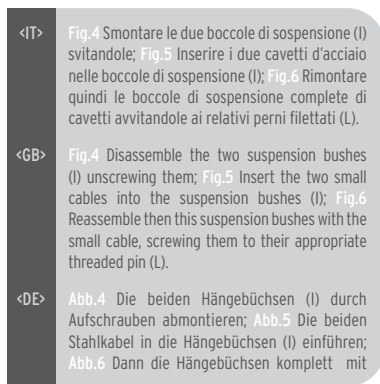 <IT> Fig.4 Smontare le due boccole di sospensione (I)
svitandole; Fig.5 Inserire i due cavetti d'acciaio
nelle boccole di sospensione (I); Fig.6 Rimontare
quindi le boccole di sospensione complete di
cavetti avvitandole ai relativi perni filettati (L).
<GB> Fig.4 Disassemble the two suspension bushes
(I) unscrewing them; Fig.5 Insert the two small
cables into the suspension bushes (I); Fig.6
Reassemble then this suspension bushes with the
small cable, screwing them to their appropriate
threaded pin (L).
<DE> Abb.4 Die beiden Hängebüchsen (I) durch
Aufschrauben abmontieren; Abb.5 Die beiden
Stahlkabel in die Hängebüchsen (I) einführen;
Abb.6 Dann die Hängebüchsen komplett mit